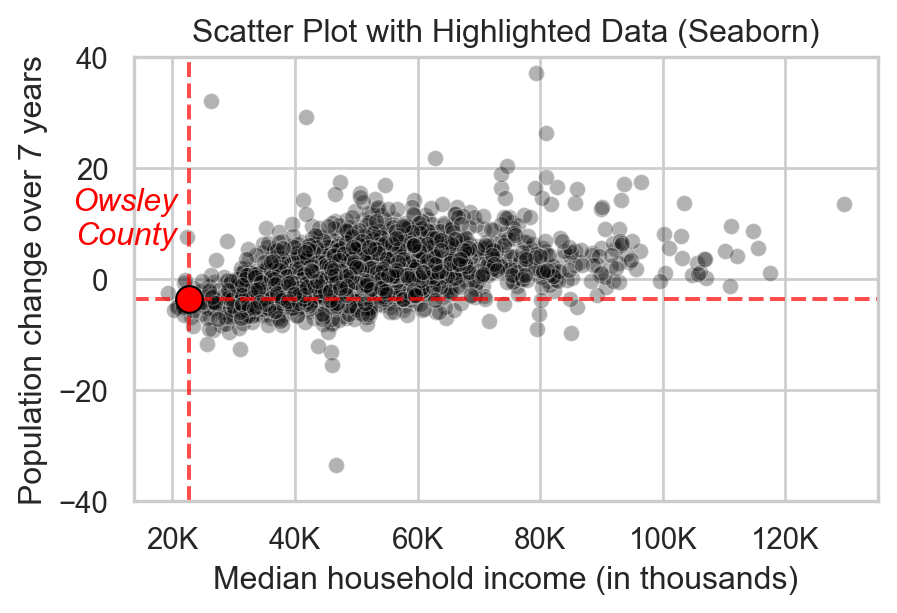 Scatter Plot with Highlighted Data (Seaborn)
Population change over 7 years
40
20
0
−20
−40
Owsley
County
20K 40K 60K 80K 100K 120K
Median household income (in thousands)